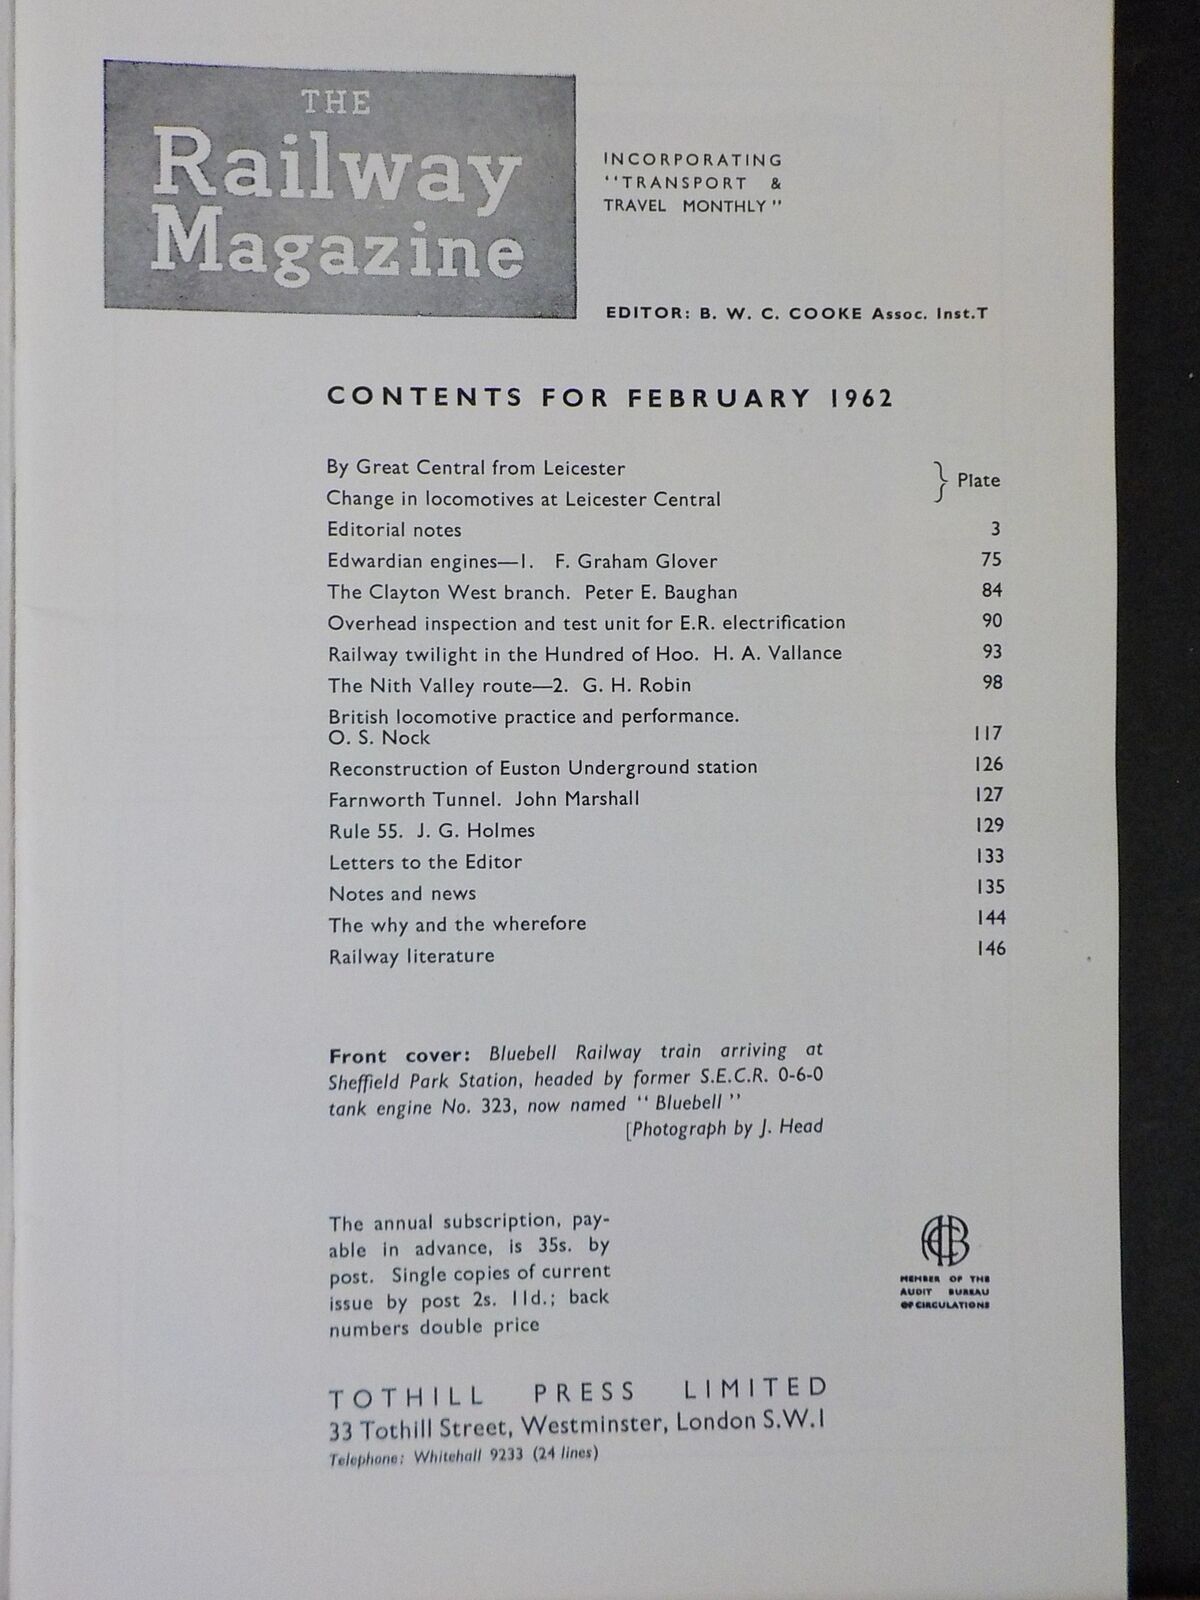 THE
Railway
Magazine
INCORPORATING
"TRANSPORT &
TRAVEL MONTHLY"
EDITOR: B. W. C. COOKE Assoc. Inst.T
CONTENTS FOR FEBRUARY 1962
By Great Central from Leicester
Change in locomotives at Leicester Central
} Plate
Editorial notes 3
Edwardian engines—1. F. Graham Glover 75
The Clayton West branch. Peter E. Baughan 84
Overhead inspection and test unit for E.R. electrification 90
Railway twilight in the Hundred of Hoo. H. A. Vallance 93
The Nith Valley route—2. G. H. Robin 98
British locomotive practice and performance.
O. S. Nock 117
Reconstruction of Euston Underground station 126
Farnworth Tunnel. John Marshall 127
Rule 55. J. G. Holmes 129
Letters to the Editor 133
Notes and news 135
The why and the wherefore 144
Railway literature 146
Front cover: Bluebell Railway train arriving at
Sheffield Park Station, headed by former S.E.C.R. 0-6-0
tank engine No. 323, now named "Bluebell"
[Photograph by J. Head
The annual subscription, pay-
able in advance, is 35s. by
post. Single copies of current
issue by post 2s. 11d.; back
numbers double price
ABC
MEMBER OF THE
AUDIT BUREAU
OF CIRCULATIONS
TOTHILL PRESS LIMITED
33 Tothill Street, Westminster, London S.W.1
Telephone: Whitehall 9233 (24 lines)